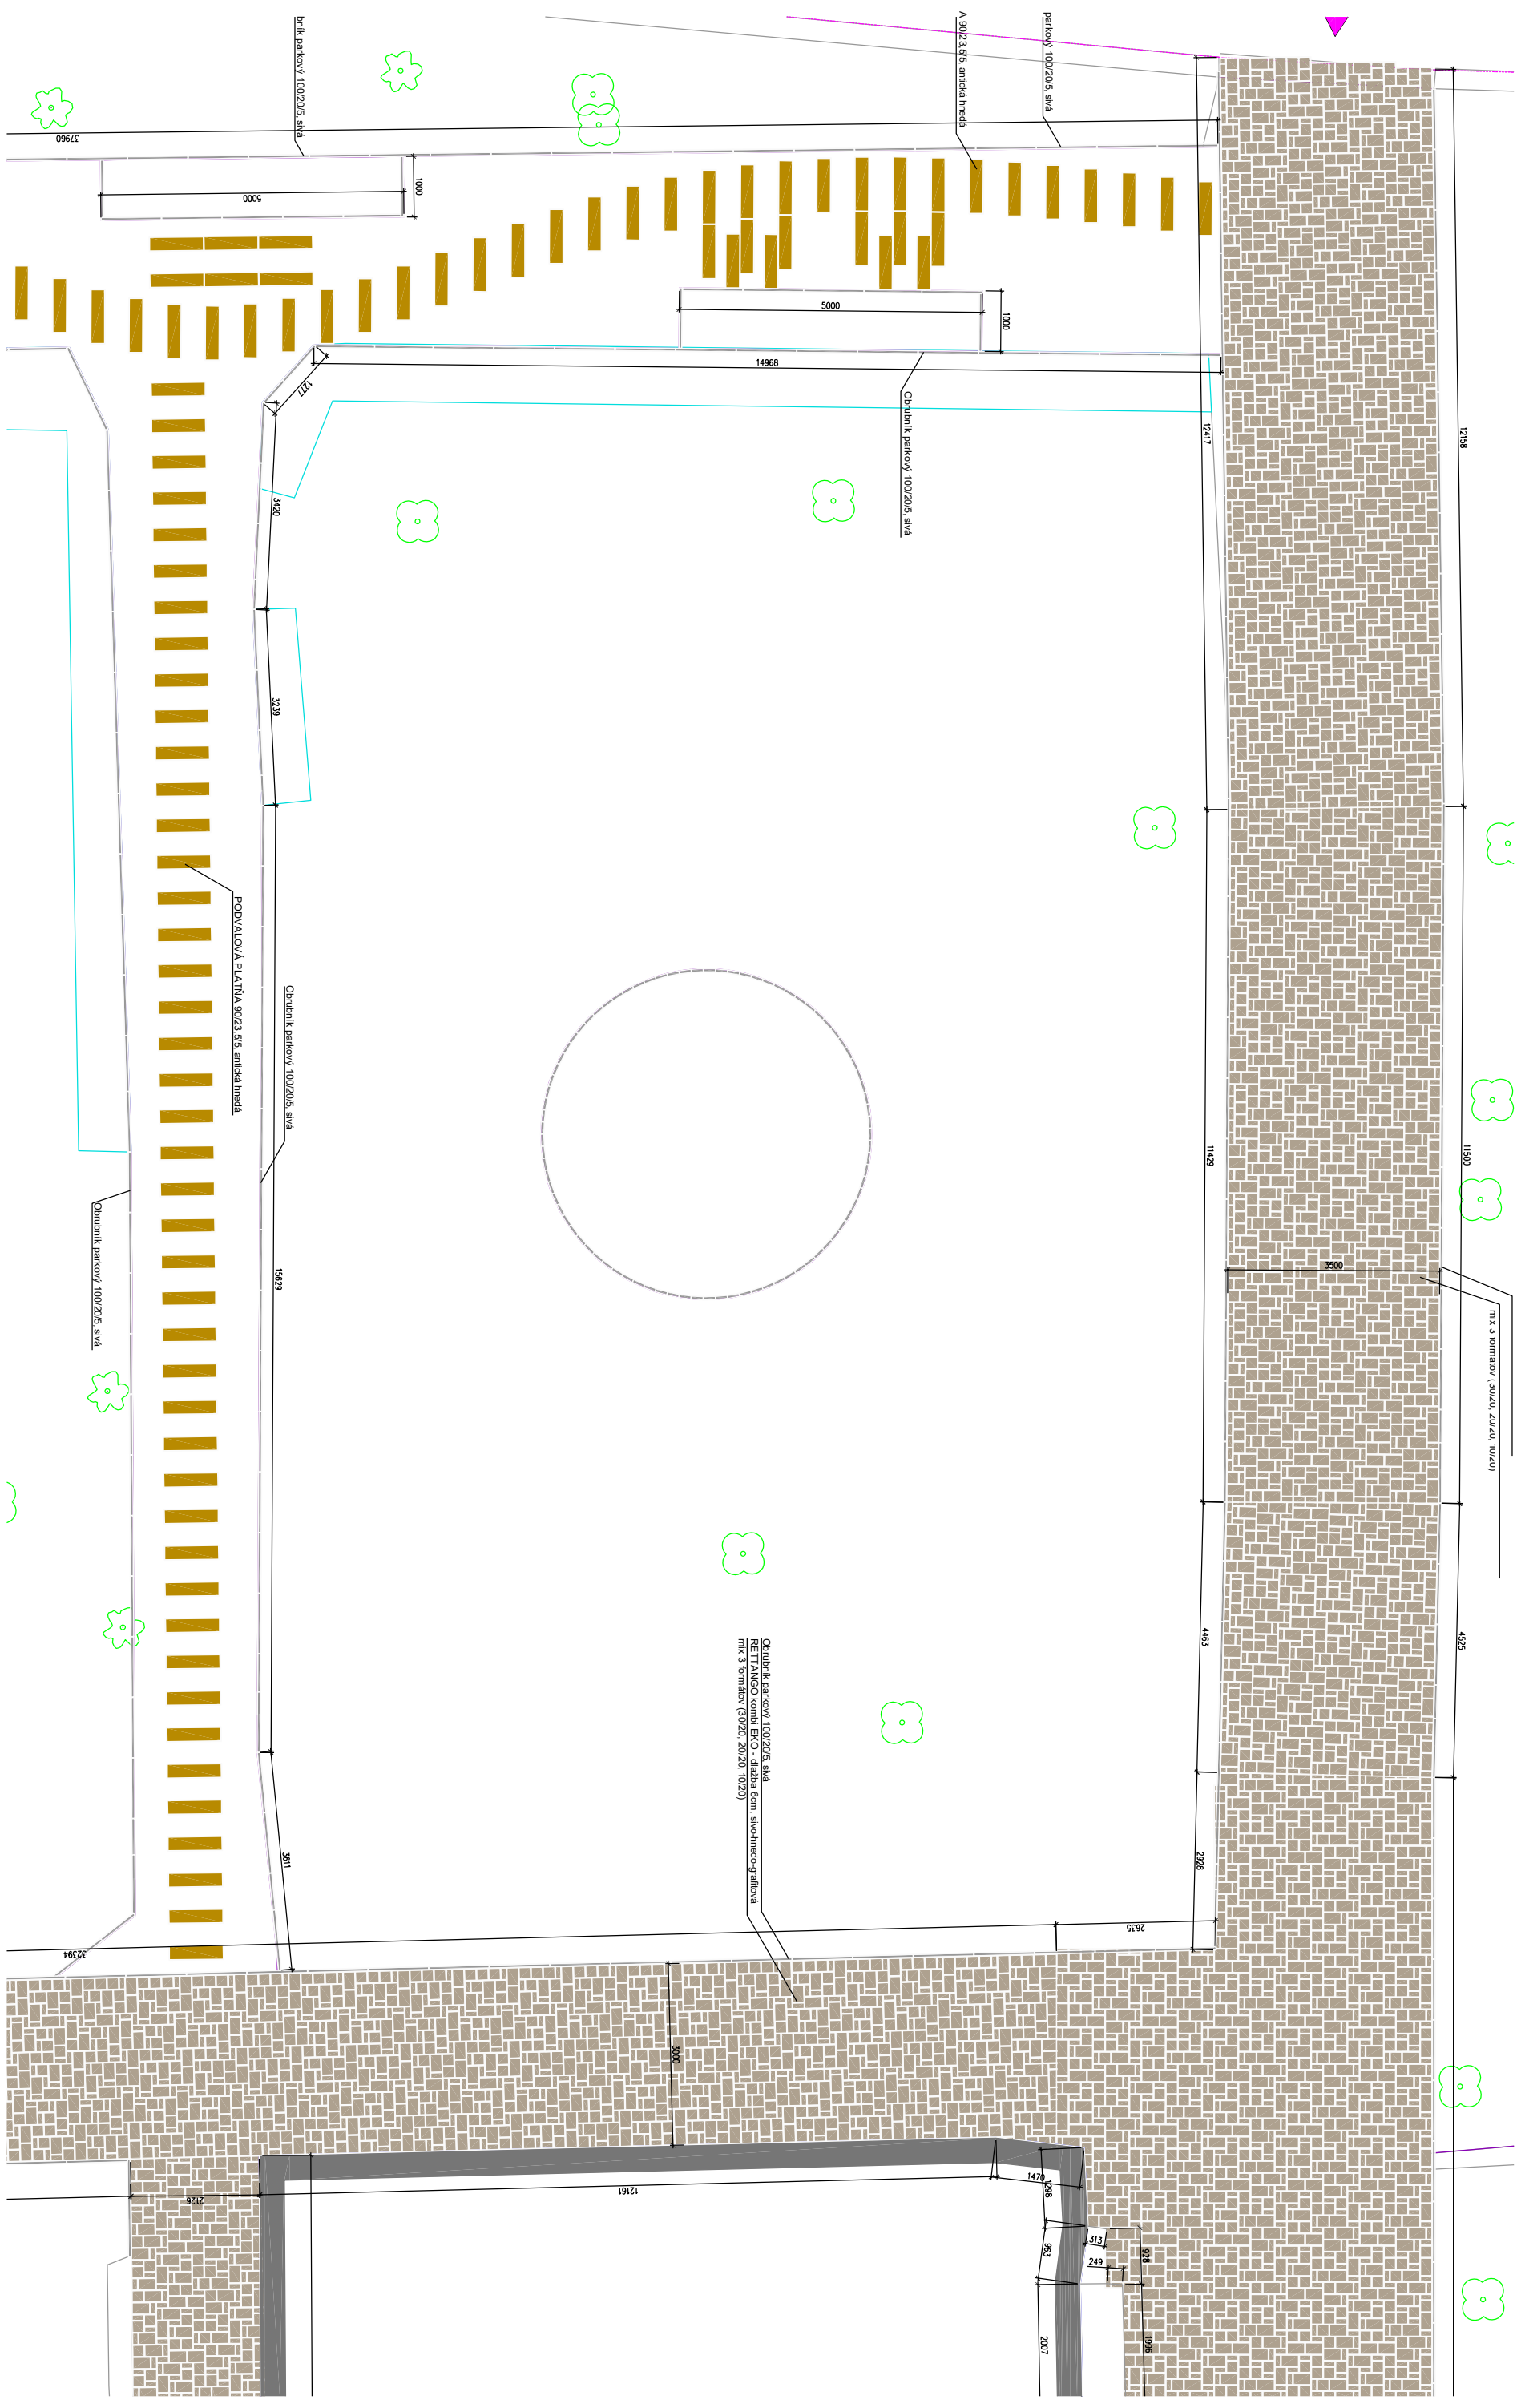 bník parkový 100/20/5, sivá
A 90/23,5/5, antická hnedá
parkový 100/20/5, sivá
37960
5000
1000
5000
1000
14968
1277
3420
3239
15629
3611
Obrubník parkový 100/20/5, sivá
12417
12158
11429
11500
3500
mix 3 formátov (30/20, 20/20, 10/20)
4463
4525
2928
PODVALOVÁ PLATŇA 90/23,5/5, antická hnedá
Obrubník parkový 100/20/5, sivá
Obrubník parkový 100/20/5, sivá
Obrubník parkový 100/20/5, sivá
RETTANGO kombi EKO - dlažba 6cm, sivo-hnedo-grafitová
mix 3 formátov (30/20, 20/20, 10/20)
32394
2635
3000
2126
12161
1470
1298
963
313
249
928
2007
1996